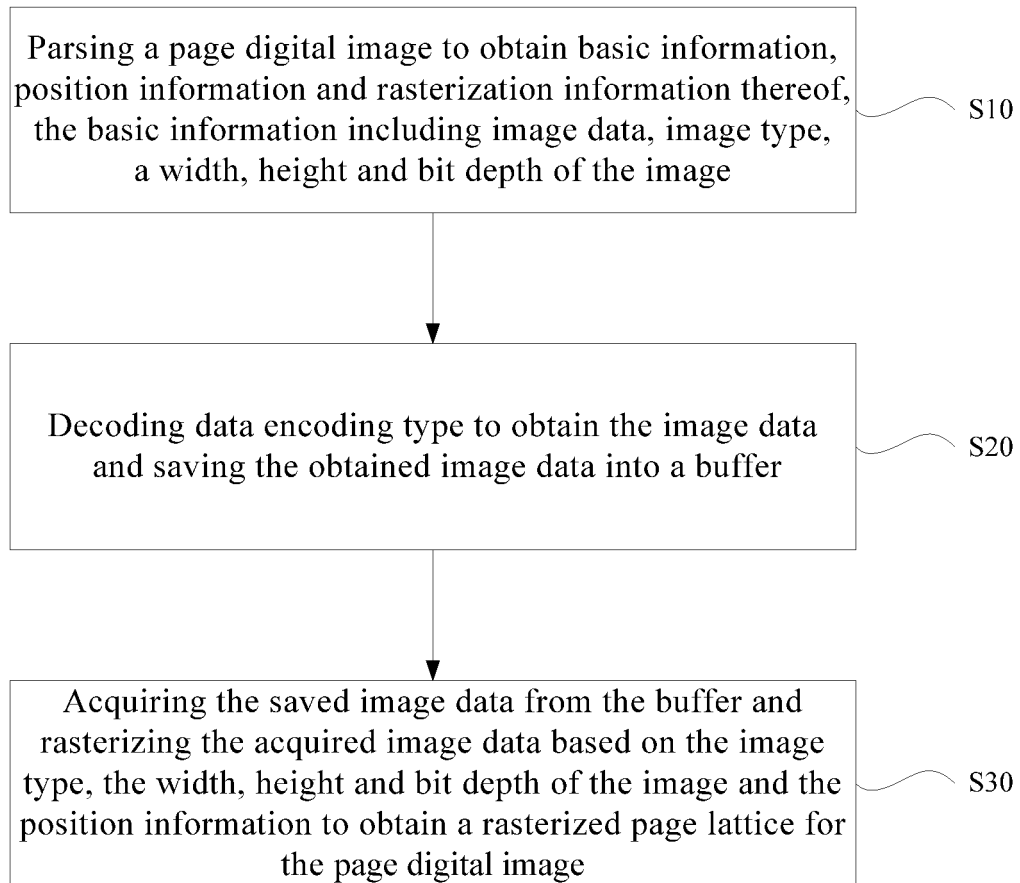 Parsing a page digital image to obtain basic information,
position information and rasterization information thereof,
the basic information including image data, image type,
a width, height and bit depth of the image
S10
Decoding data encoding type to obtain the image data
and saving the obtained image data into a buffer
S20
Acquiring the saved image data from the buffer and
rasterizing the acquired image data based on the image
type, the width, height and bit depth of the image and the
position information to obtain a rasterized page lattice for
the page digital image
S30